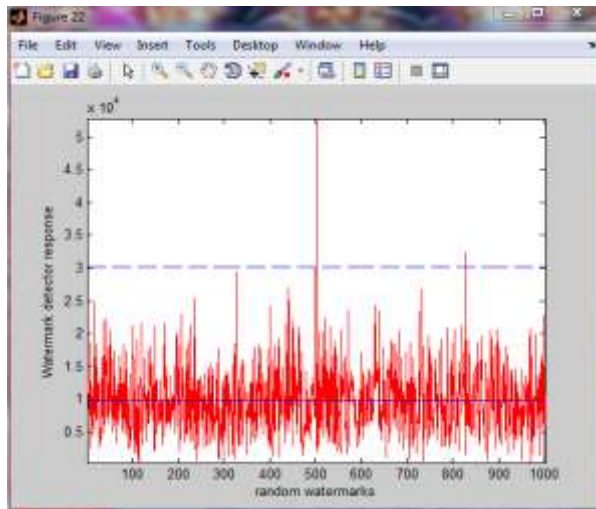 Figure 22
File Edit View Insert Tools Desktop Window Help
x 10^4
5
4.5
4
3.5
3
2.5
2
1.5
1
0.5
Watermark detector response
100 200 300 400 500 600 700 800 900 1000
random watermarks